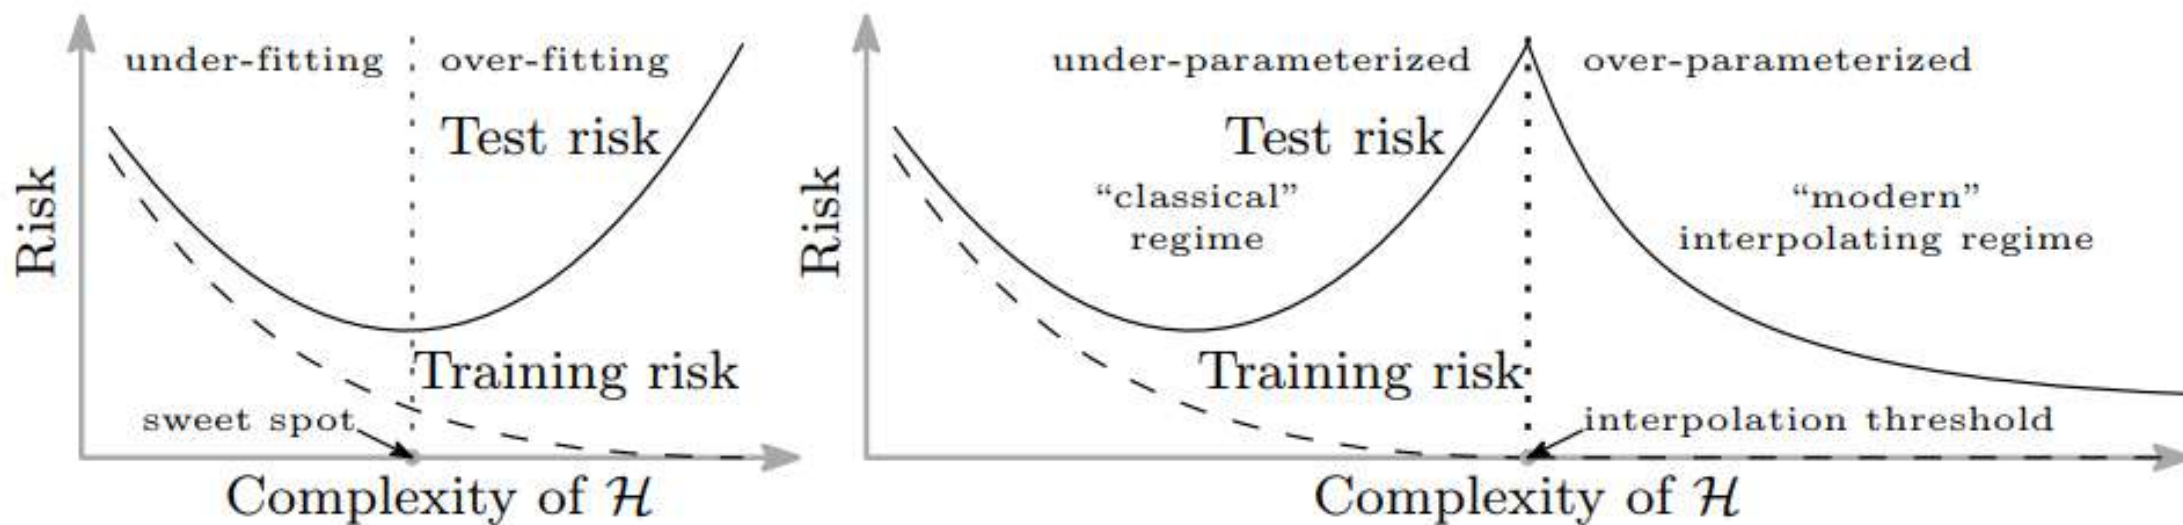 under-fitting
over-fitting
Test risk
Risk
Training risk
sweet spot
Complexity of ℋ
under-parameterized
over-parameterized
Test risk
“classical”
regime
“modern”
interpolating regime
Risk
Training risk
interpolation threshold
Complexity of ℋ